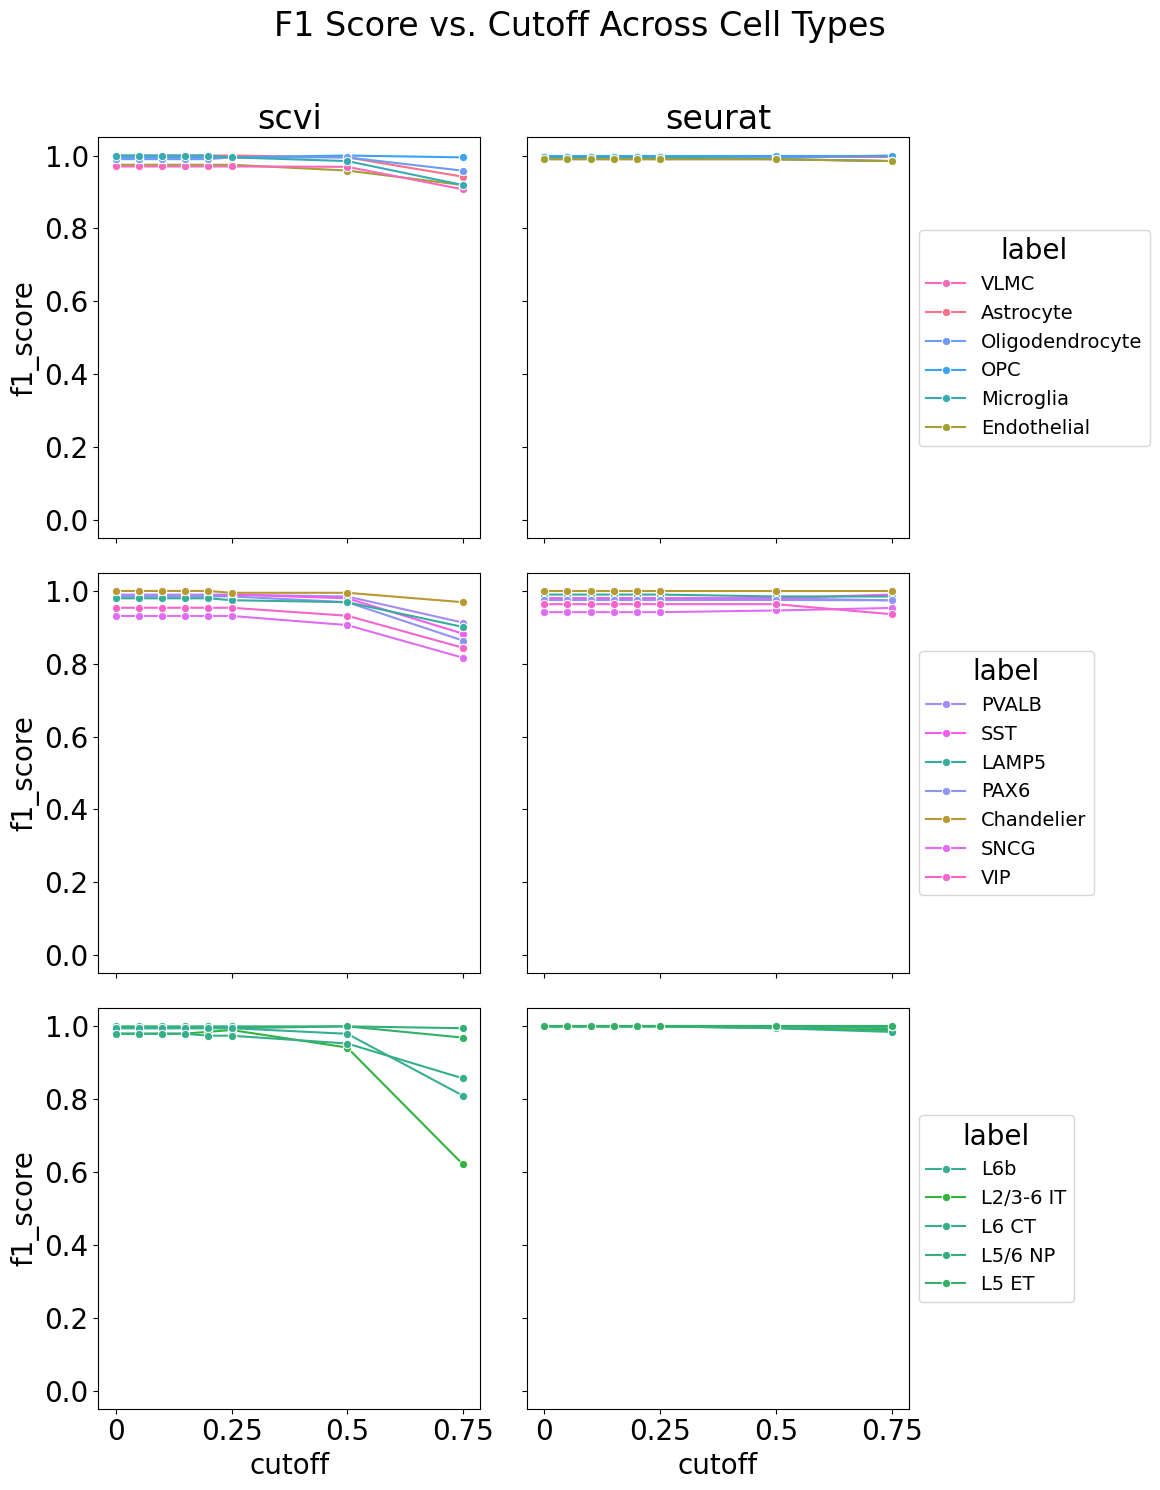 F1 Score vs. Cutoff Across Cell Types
scvi
seurat
1.0
0.8
0.6
0.4
0.2
0.0
f1_score
label
VLMC
Astrocyte
Oligodendrocyte
OPC
Microglia
Endothelial
1.0
0.8
0.6
0.4
0.2
0.0
f1_score
label
PVALB
SST
LAMP5
PAX6
Chandelier
SNCG
VIP
1.0
0.8
0.6
0.4
0.2
0.0
f1_score
label
L6b
L2/3-6 IT
L6 CT
L5/6 NP
L5 ET
0 0.25 0.5 0.75
0 0.25 0.5 0.75
cutoff
cutoff